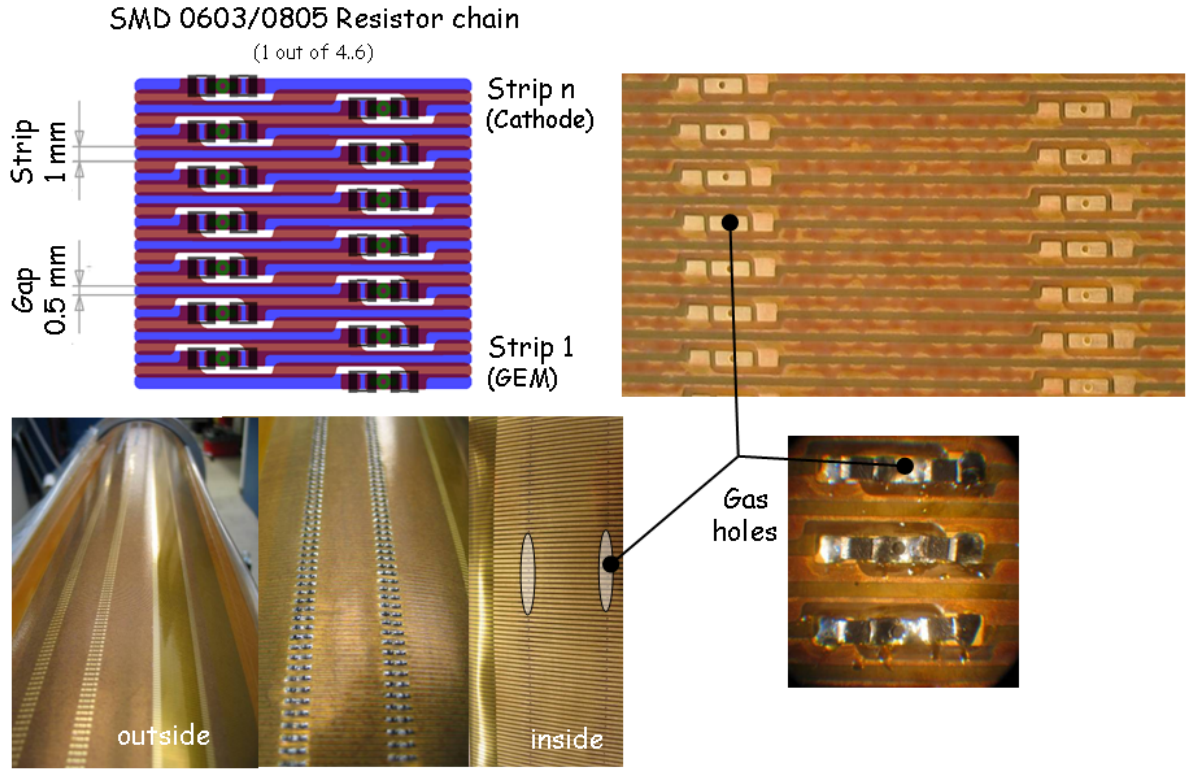 SMD 0603/0805 Resistor chain
(1 out of 4..6)
Strip n
(Cathode)
Strip
1 mm
Gap
0.5 mm
Strip 1
(GEM)
Gas
holes
outside
inside